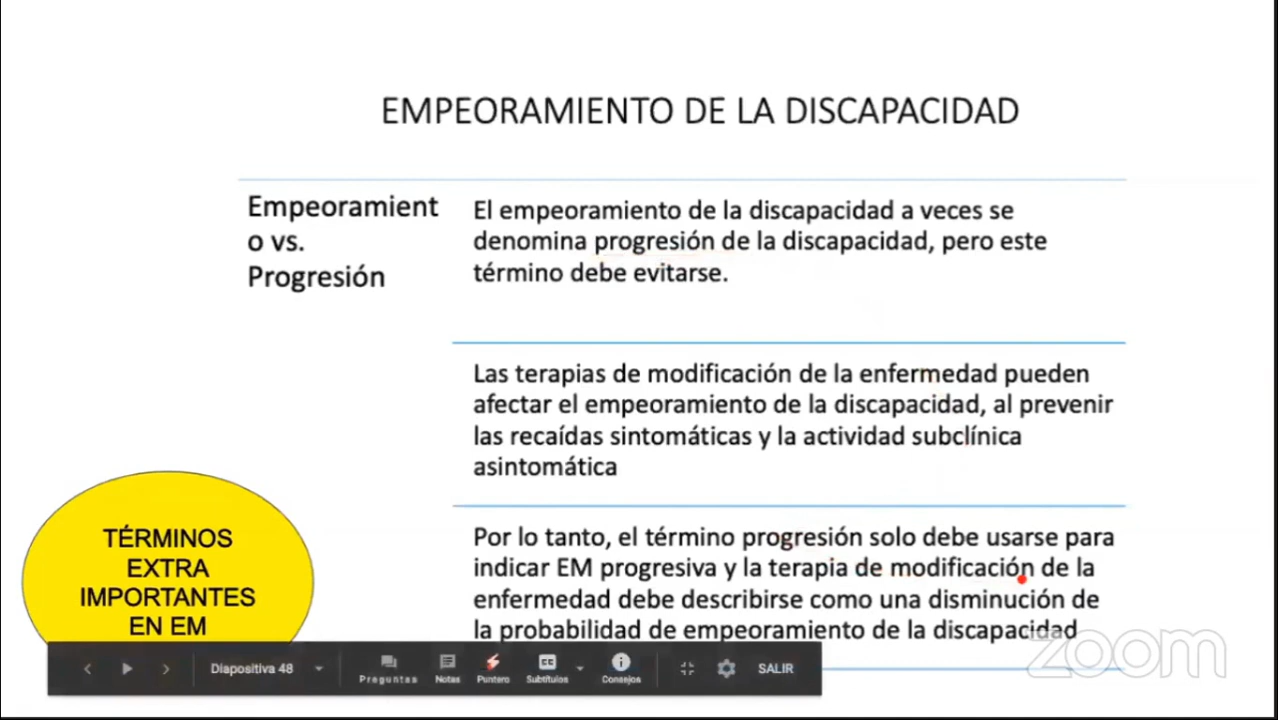 EMPEORAMIENTO DE LA DISCAPACIDAD
Empeoramient
o vs.
Progresión
El empeoramiento de la discapacidad a veces se
denomina progresión de la discapacidad, pero este
término debe evitarse.
Las terapias de modificación de la enfermedad pueden
afectar el empeoramiento de la discapacidad, al prevenir
las recaídas sintomáticas y la actividad subclínica
asintomática
Por lo tanto, el término progresión solo debe usarse para
indicar EM progresiva y la terapia de modificación de la
enfermedad debe describirse como una disminución de
la probabilidad de empeoramiento de la discapacidad
TÉRMINOS
EXTRA
IMPORTANTES
EN EM
Diapositiva 48
Preguntas
Notas
Puntero
Subtítulos
Consejos
SALIR
zoom